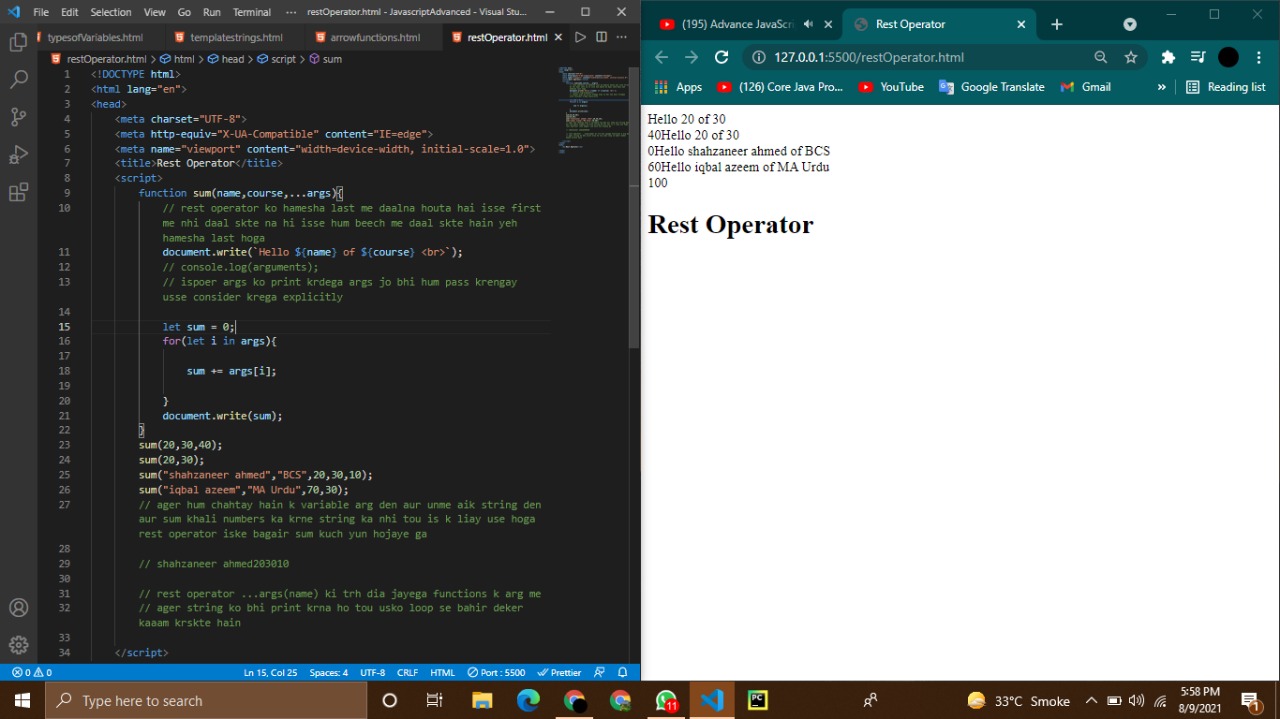 File Edit Selection View Go Run Terminal ··· restOperator.html - JavascriptAdvanced - Visual Stu...
typesofVariables.html templatestrings.html arrowfunctions.html restOperator.html
restOperator.html > html > head > script > sum
1 <!DOCTYPE html>
2 <html lang="en">
3 <head>
4 <meta charset="UTF-8">
5 <meta http-equiv="X-UA-Compatible" content="IE=edge">
6 <meta name="viewport" content="width=device-width, initial-scale=1.0">
7 <title>Rest Operator</title>
8 <script>
9 function sum(name,course,...args){
10 // rest operator ko hamesha last me daalna houta hai isse first
me nhi daal skte na hi isse hum beech me daal skte hain yeh
hamesha last hoga
11 document.write(`Hello ${name} of ${course} <br>`);
12 // console.log(arguments);
13 // ispoer args ko print krdega args jo bhi hum pass krengay
usse consider krega explicitly
14
15 let sum = 0;
16 for(let i in args){
17
18 sum += args[i];
19
20 }
21 document.write(sum);
22 }
23 sum(20,30,40);
24 sum(20,30);
25 sum("shahzaneer ahmed","BCS",20,30,10);
26 sum("iqbal azeem","MA Urdu",70,30);
27 // ager hum chahtay hain k variable arg den aur unme aik string den
aur sum khali numbers ka krne string ka nhi tou is k liay use hoga
rest operator iske bagair sum kuch yun hojaye ga
28
29 // shahzaneer ahmed203010
30
31 // rest operator ...args(name) ki trh dia jayega functions k arg me
32 // ager string ko bhi print krna ho tou usko loop se bahir deker
kaaam krskte hain
33
34 </script>
0 0 Ln 15, Col 25 Spaces: 4 UTF-8 CRLF HTML Port : 5500 Prettier
(195) Advance JavaScri Rest Operator
127.0.0.1:5500/restOperator.html
Apps (126) Core Java Pro... YouTube Google Translate Gmail » Reading list
Hello 20 of 30
40Hello 20 of 30
0Hello shahzaneer ahmed of BCS
60Hello iqbal azeem of MA Urdu
100
Rest Operator
Type here to search 11 PC 33°C Smoke 5:58 PM
8/9/2021 1